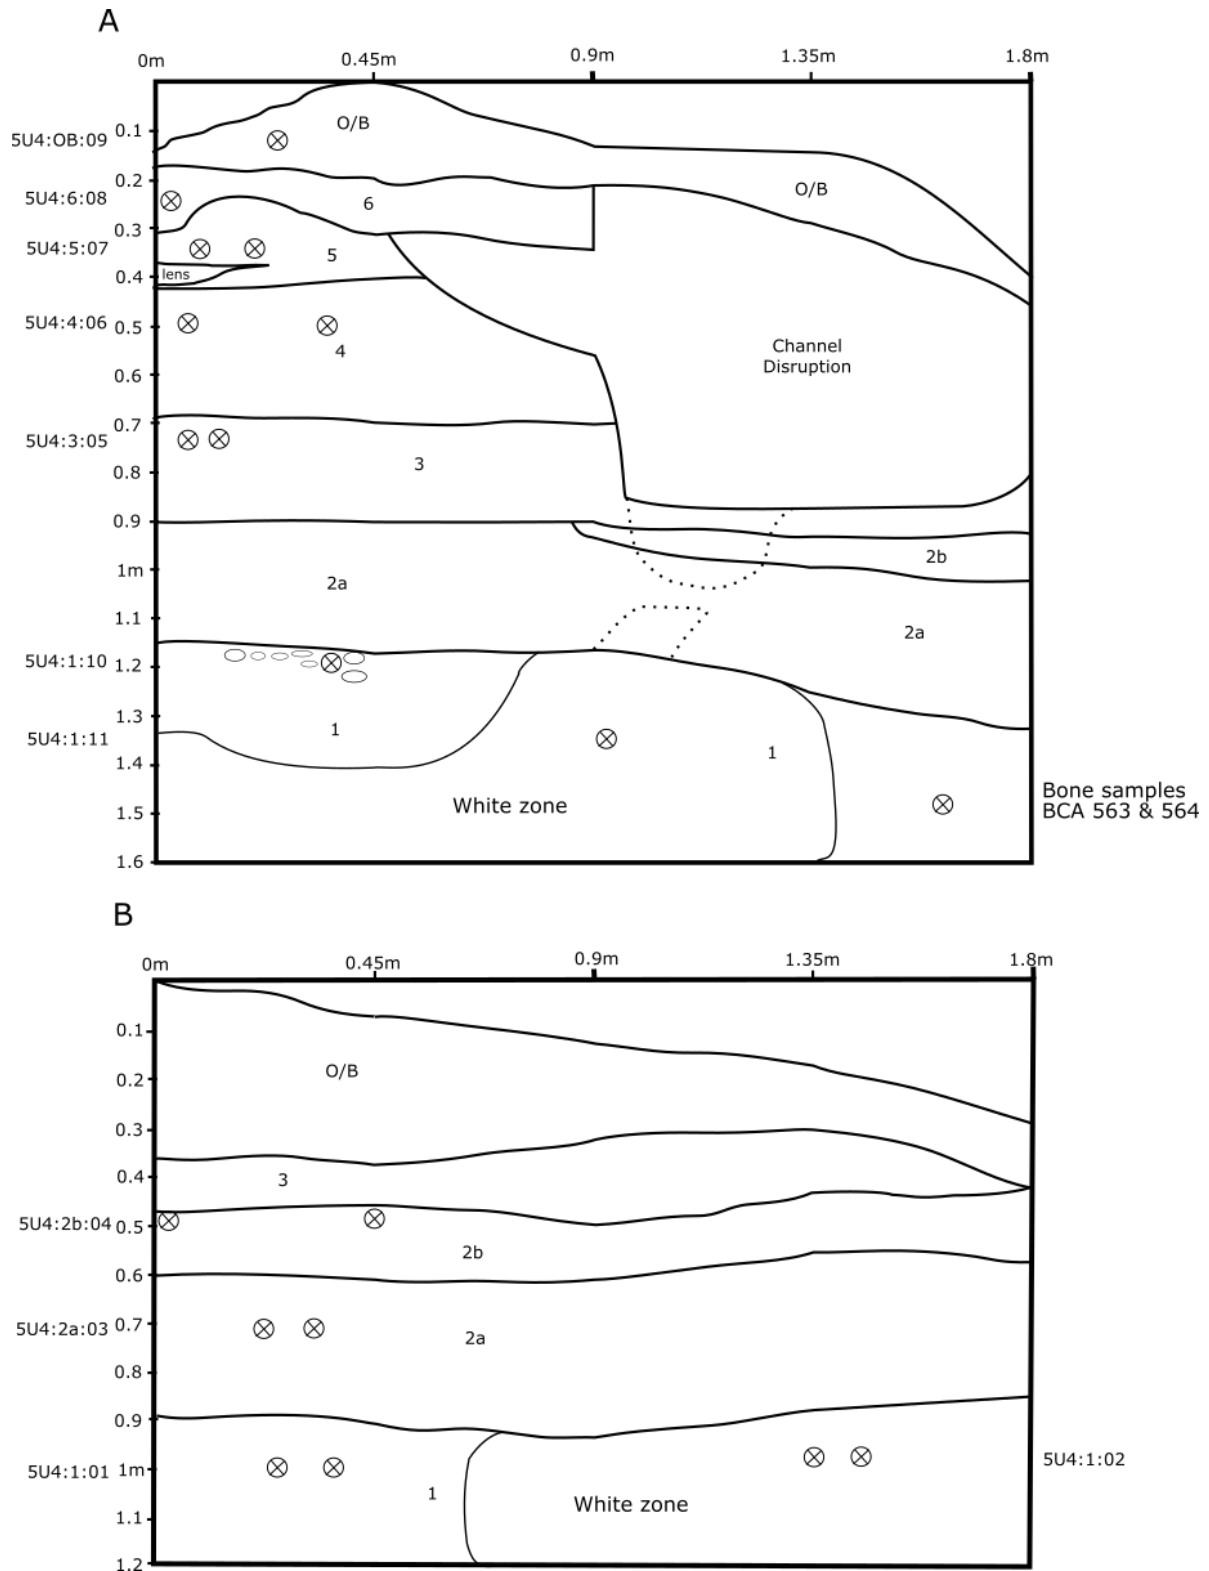 A
0m 0.45m 0.9m 1.35m 1.8m
5U4:OB:09 0.1 O/B
0.2 O/B
5U4:6:08 6
0.3
5U4:5:07 5
0.4 lens
5U4:4:06 0.5
4 Channel
0.6 Disruption
0.7
5U4:3:05 3
0.8
0.9
2b
1m 2a
1.1 2a
5U4:1:10 1.2
1.3 1
5U4:1:11 1
1.4
White zone Bone samples
1.5 BCA 563 & 564
1.6
B
0m 0.45m 0.9m 1.35m 1.8m
0.1
O/B
0.2
0.3
0.4 3
5U4:2b:04 0.5
2b
0.6
5U4:2a:03 0.7 2a
0.8
0.9
5U4:1:01 1m 5U4:1:02
1 White zone
1.1
1.2